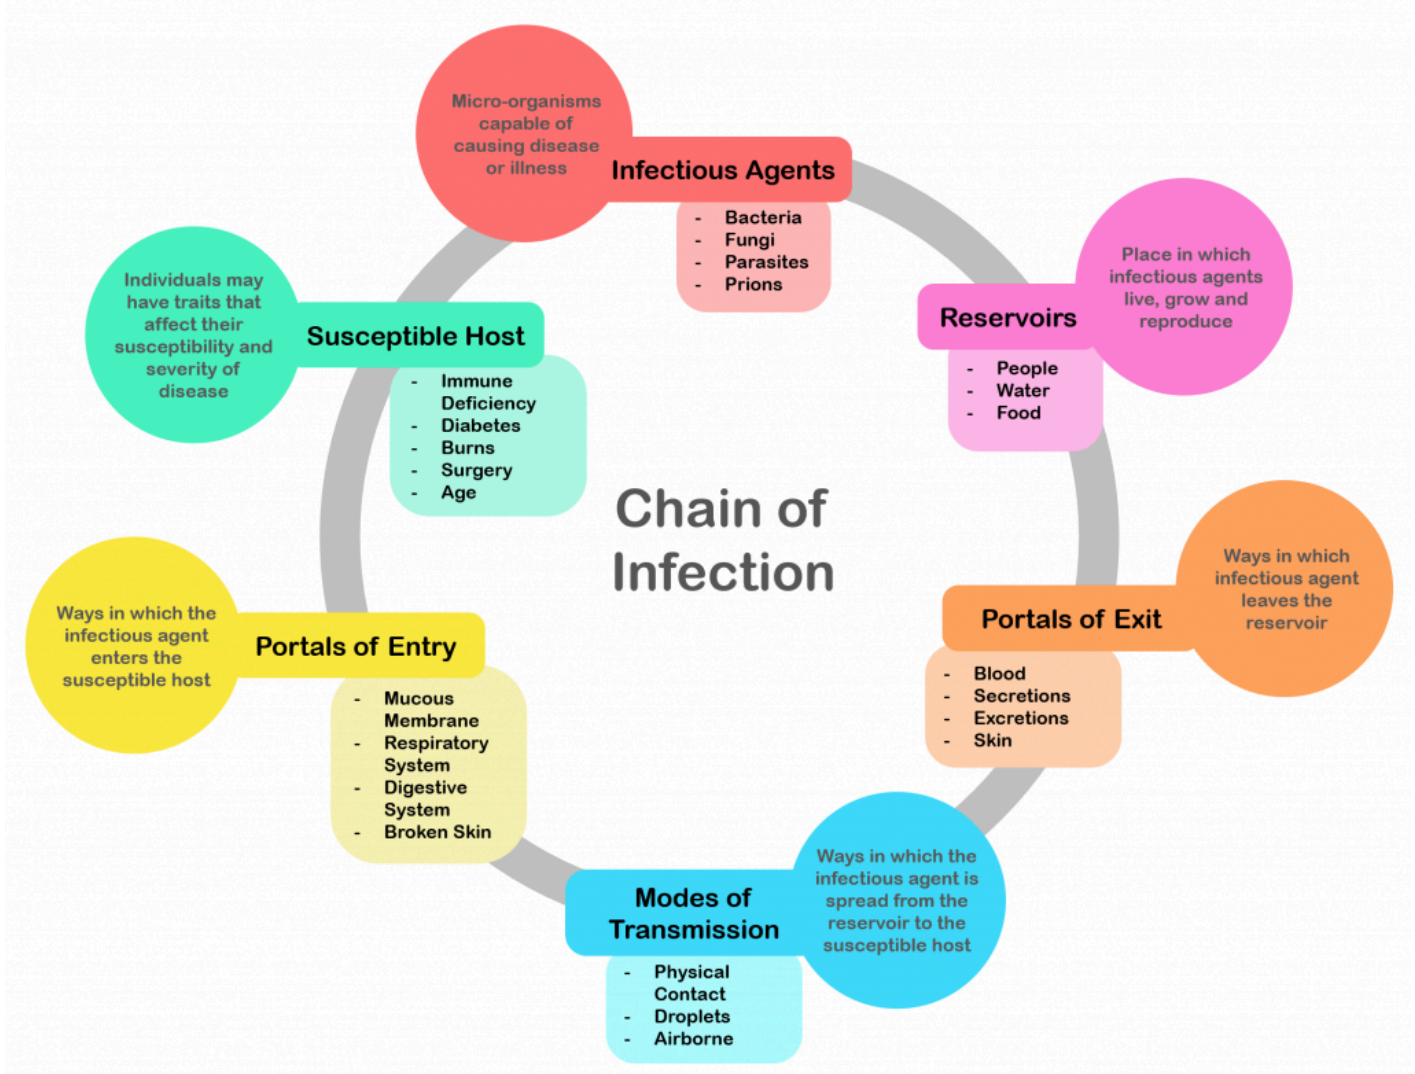 Micro-organisms
capable of
causing disease
or illness
Infectious Agents
- Bacteria
- Fungi
- Parasites
- Prions
Place in which
infectious agents
live, grow and
reproduce
Reservoirs
- People
- Water
- Food
Ways in which
infectious agent
leaves the
reservoir
Portals of Exit
- Blood
- Secretions
- Excretions
- Skin
Ways in which the
infectious agent is
spread from the
reservoir to the
susceptible host
Modes of
Transmission
- Physical
Contact
- Droplets
- Airborne
Ways in which the
infectious agent
enters the
susceptible host
Portals of Entry
- Mucous
Membrane
- Respiratory
System
- Digestive
System
- Broken Skin
Individuals may
have traits that
affect their
susceptibility and
severity of
disease
Susceptible Host
- Immune
Deficiency
- Diabetes
- Burns
- Surgery
- Age
Chain of
Infection